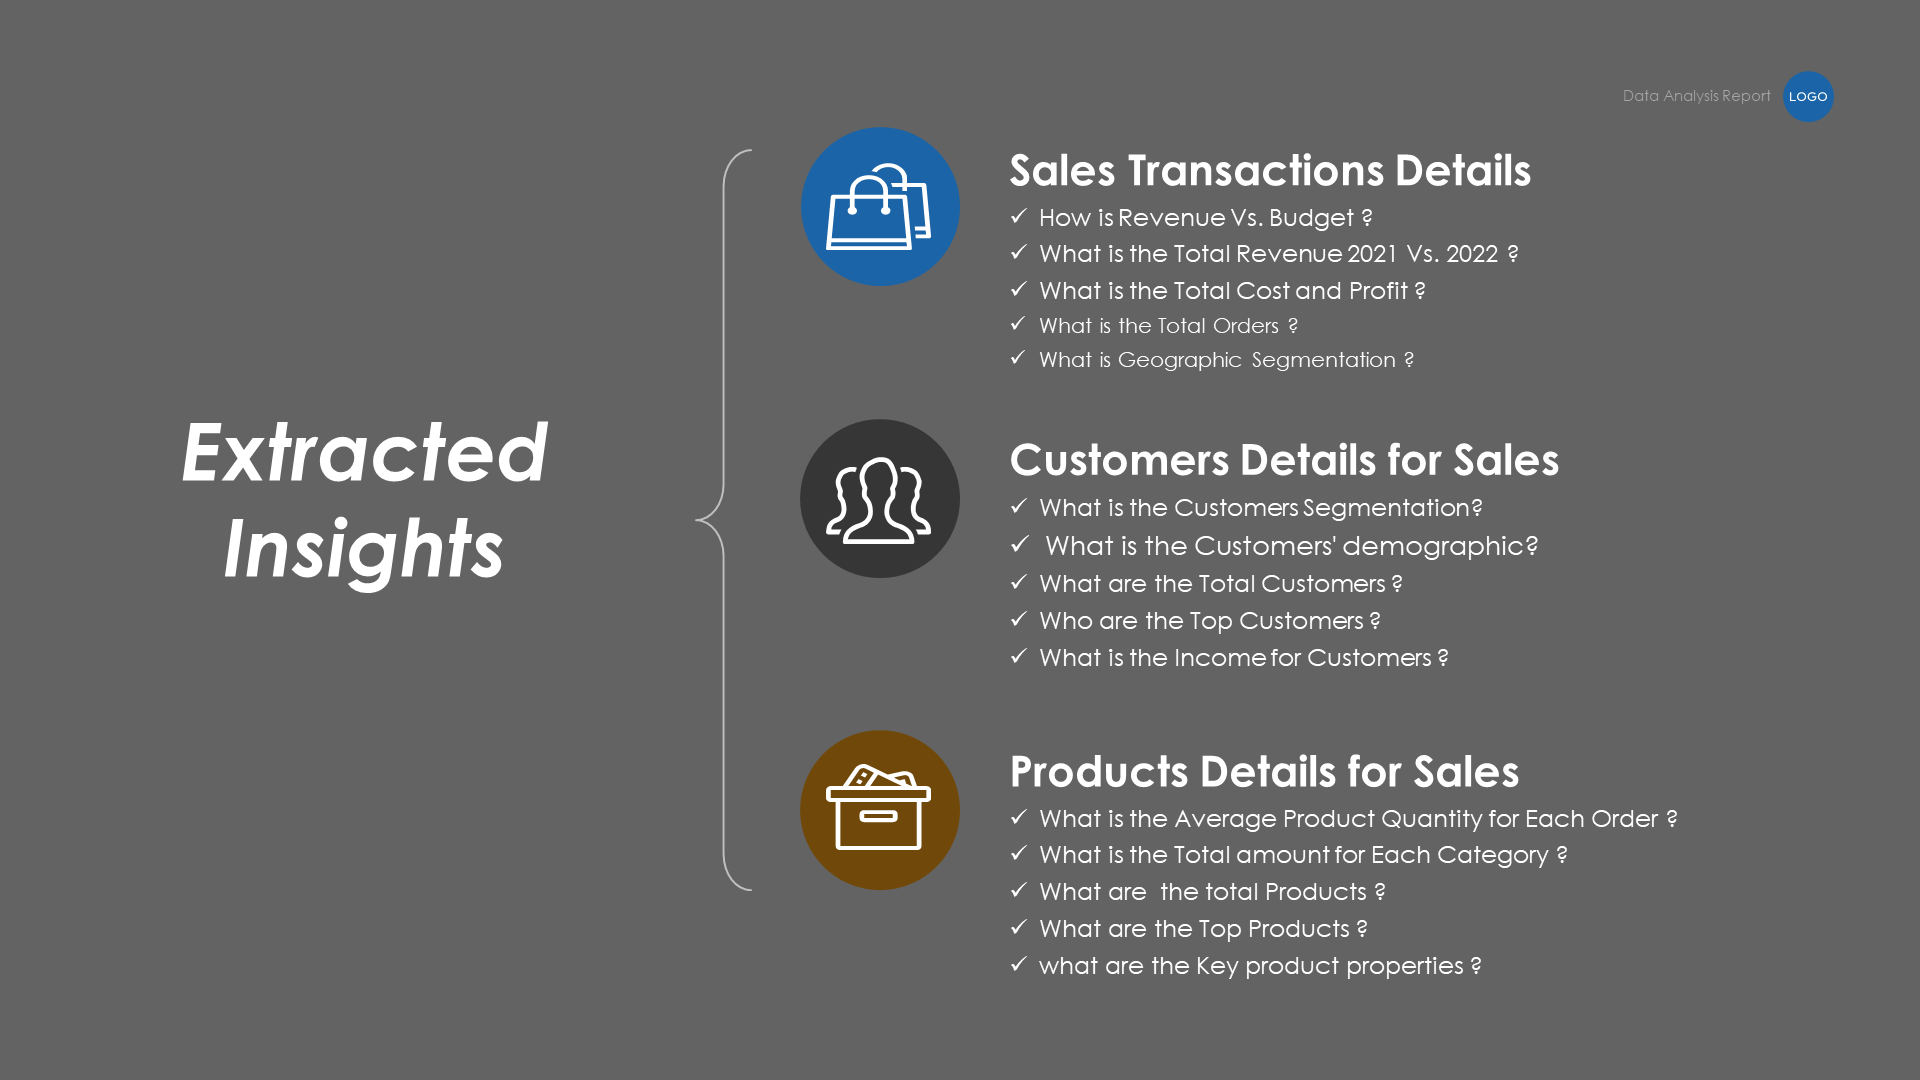 Data Analysis Report
LOGO
Extracted
Insights
Sales Transactions Details
✓ How is Revenue Vs. Budget ?
✓ What is the Total Revenue 2021 Vs. 2022 ?
✓ What is the Total Cost and Profit ?
✓ What is the Total Orders ?
✓ What is Geographic Segmentation ?
Customers Details for Sales
✓ What is the Customers Segmentation?
✓ What is the Customers' demographic?
✓ What are the Total Customers ?
✓ Who are the Top Customers ?
✓ What is the Income for Customers ?
Products Details for Sales
✓ What is the Average Product Quantity for Each Order ?
✓ What is the Total amount for Each Category ?
✓ What are the total Products ?
✓ What are the Top Products ?
✓ what are the Key product properties ?